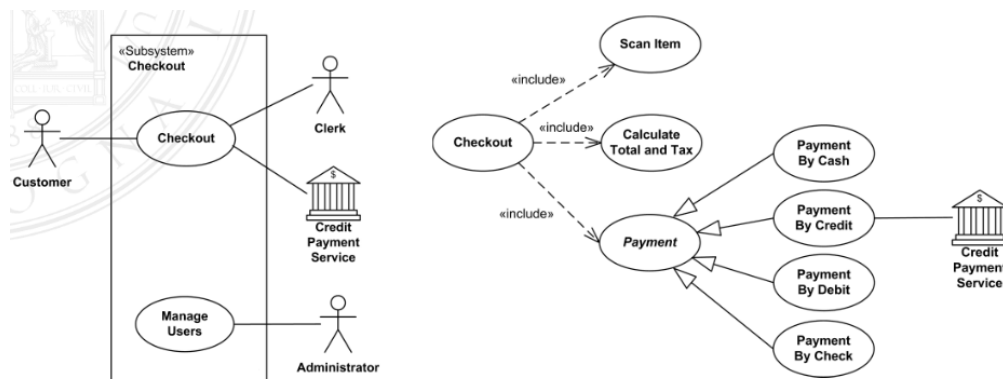 «Subsystem»
Checkout
Customer
Checkout
Clerk
$
Credit
Payment
Service
Manage
Users
Administrator
Scan Item
«include»
Checkout
«include»
Calculate
Total and Tax
«include»
Payment
Payment
By Cash
Payment
By Credit
$
Credit
Payment
Service
Payment
By Debit
Payment
By Check